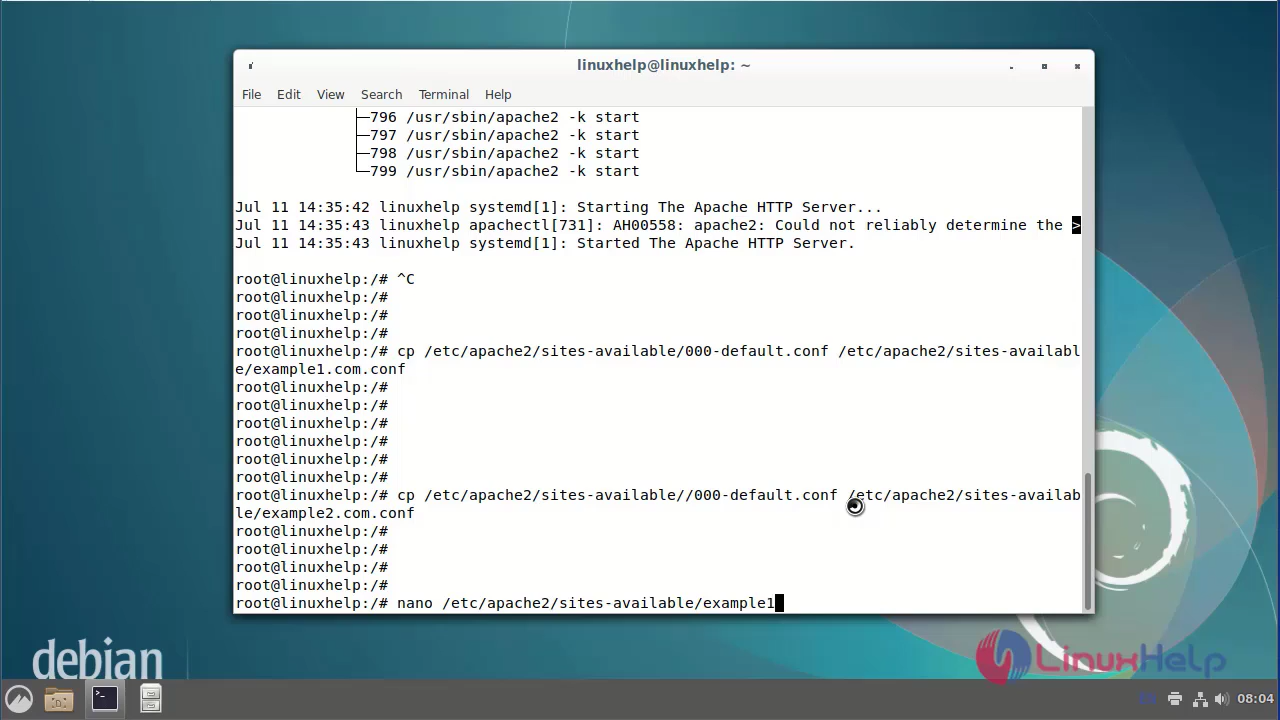 linuxhelp@linuxhelp: ~
File Edit View Search Terminal Help
├─796 /usr/sbin/apache2 -k start
├─797 /usr/sbin/apache2 -k start
├─798 /usr/sbin/apache2 -k start
└─799 /usr/sbin/apache2 -k start
Jul 11 14:35:42 linuxhelp systemd[1]: Starting The Apache HTTP Server...
Jul 11 14:35:43 linuxhelp apachectl[731]: AH00558: apache2: Could not reliably determine the >
Jul 11 14:35:43 linuxhelp systemd[1]: Started The Apache HTTP Server.
root@linuxhelp:/# ^C
root@linuxhelp:/#
root@linuxhelp:/#
root@linuxhelp:/#
root@linuxhelp:/# cp /etc/apache2/sites-available/000-default.conf /etc/apache2/sites-availabl
e/example1.com.conf
root@linuxhelp:/#
root@linuxhelp:/#
root@linuxhelp:/#
root@linuxhelp:/#
root@linuxhelp:/#
root@linuxhelp:/#
root@linuxhelp:/# cp /etc/apache2/sites-available//000-default.conf /etc/apache2/sites-availab
le/example2.com.conf
root@linuxhelp:/#
root@linuxhelp:/#
root@linuxhelp:/#
root@linuxhelp:/#
root@linuxhelp:/# nano /etc/apache2/sites-available/example1
debian
LinuxHelp
08:04